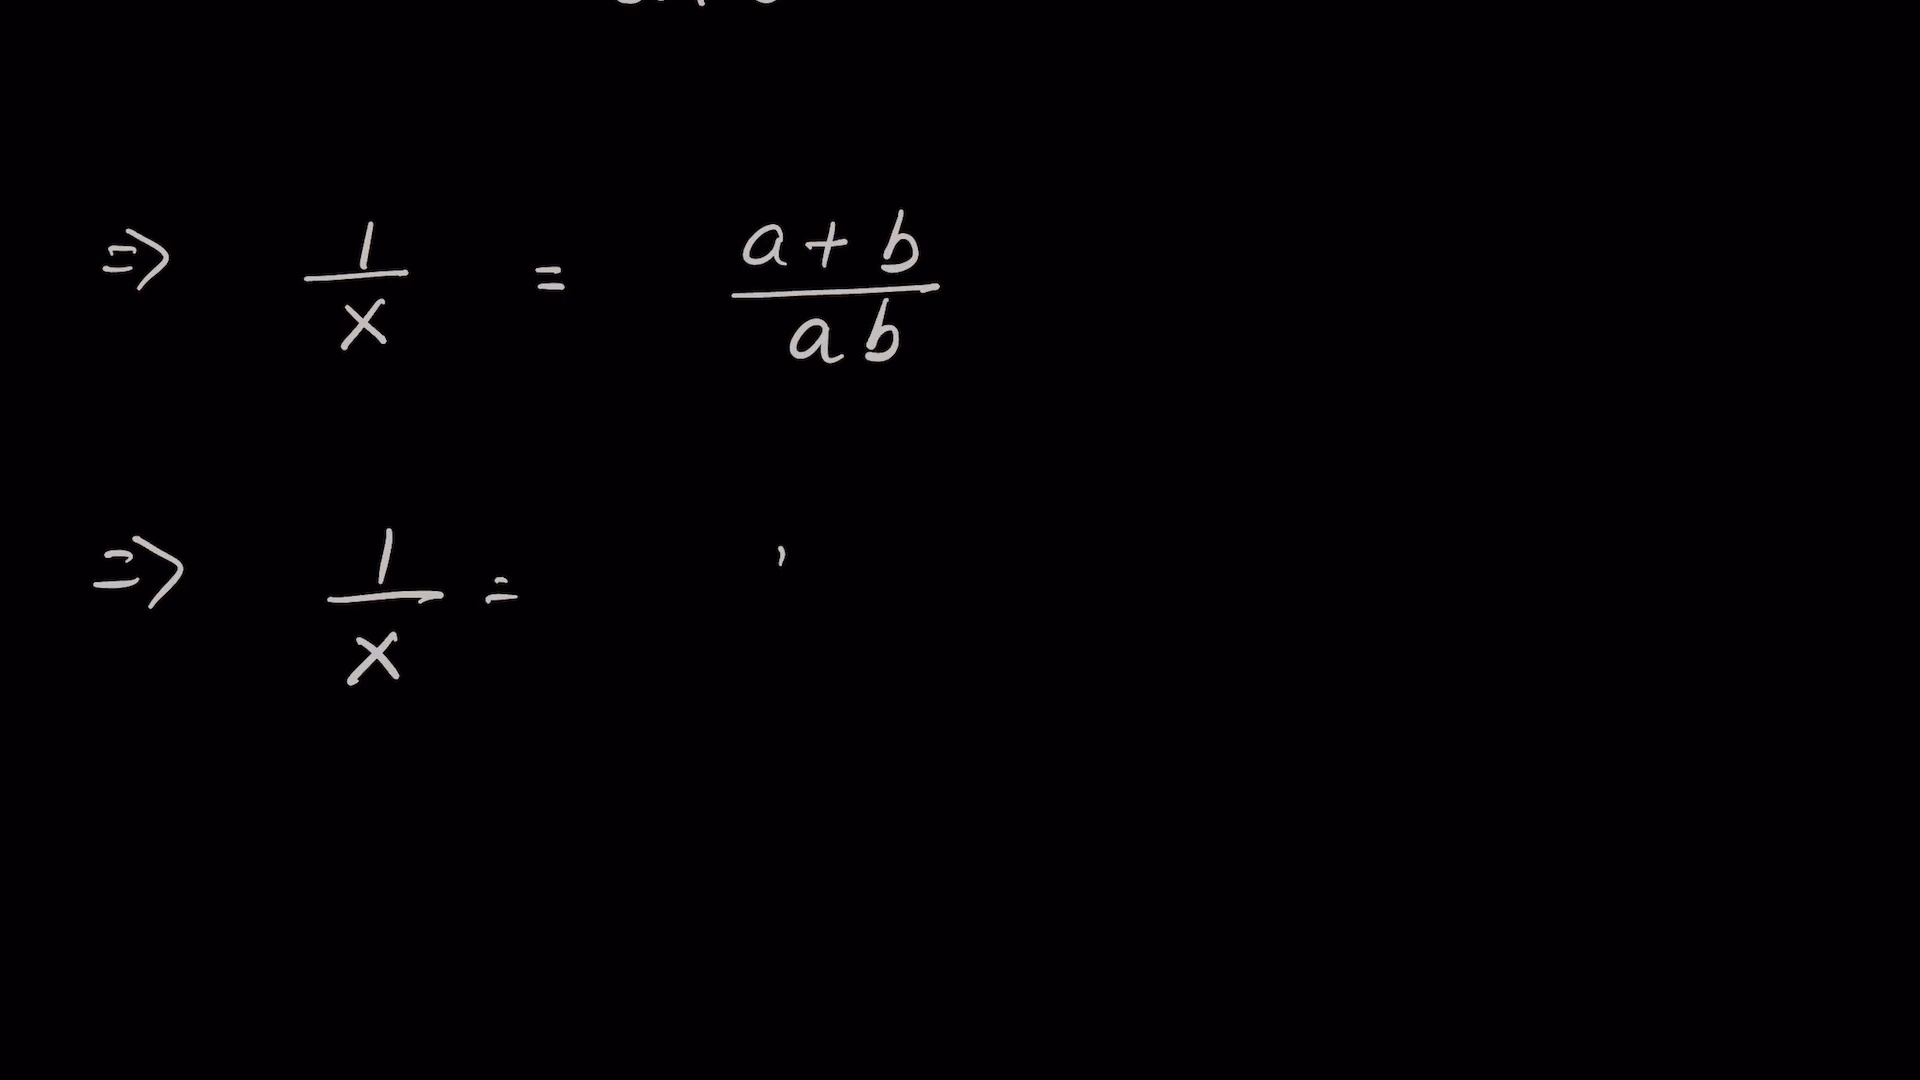 ⇒ 1/x = a+b/ab
⇒ 1/x =